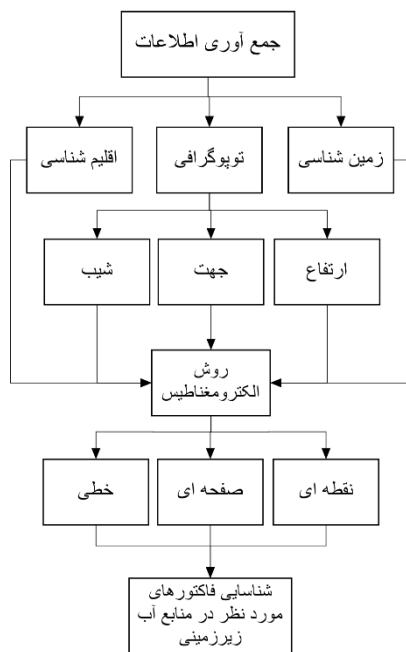 جمع آوری اطلاعات
زمین شناسی
توپوگرافی
اقلیم شناسی
ارتفاع
جهت
شیب
روش
الکترومغناطیس
نقطه ای
صفحه ای
خطی
شناسایی فاکتورهای
مورد نظر در منابع آب
زیرزمینی